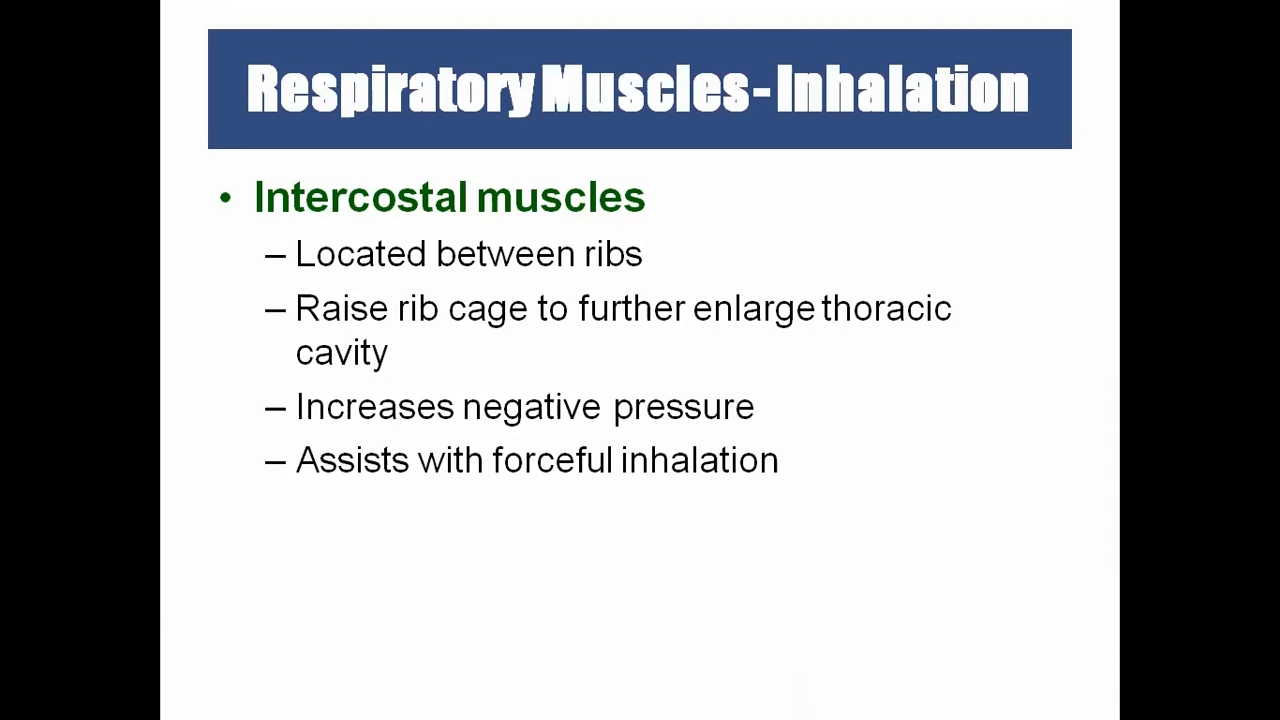 Respiratory Muscles - Inhalation
• Intercostal muscles
– Located between ribs
– Raise rib cage to further enlarge thoracic
cavity
– Increases negative pressure
– Assists with forceful inhalation